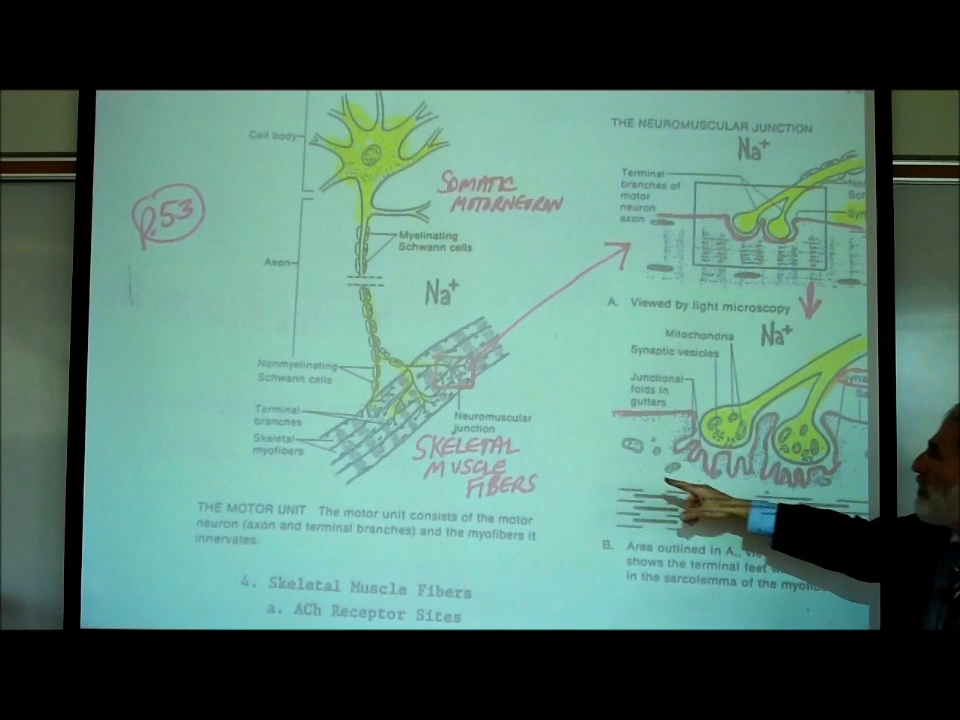 P.53
Cell body
SOMATIC
MOTORNEURON
Myelinating
Schwann cells
Axon
Na+
Nonmyelinating
Schwann cells
Terminal
branches
Skeletal
myofibers
Neuromuscular
junction
SKELETAL
MUSCLE
FIBERS
THE MOTOR UNIT The motor unit consists of the motor
neuron (axon and terminal branches) and the myofibers it
innervates.
4. Skeletal Muscle Fibers
a. ACh Receptor Sites
THE NEUROMUSCULAR JUNCTION
Na+
Terminal
branches of
motor
neuron
axon
A. Viewed by light microscopy
Na+
Mitochondria
Synaptic vesicles
Junctional
folds in
gutters
B. Area outlined in A.,
shows the terminal feet
in the sarcolemma of the